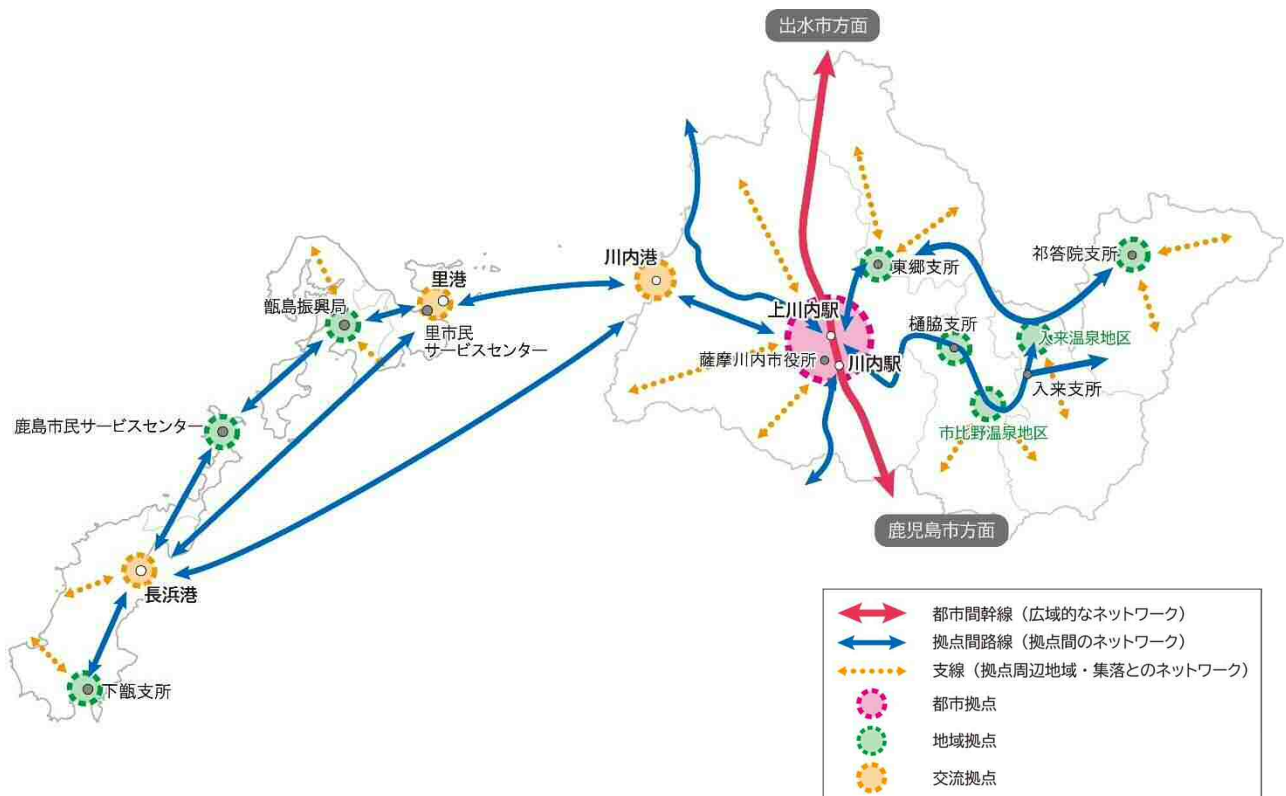 出水市方面
川内港
里港
甑島振興局
里市民
サービスセンター
東郷支所
祁答院支所
上川内駅
樋脇支所
入来温泉地区
薩摩川内市役所
川内駅
入来支所
鹿島市民サービスセンター
市比野温泉地区
鹿児島市方面
長浜港
下甑支所
都市間幹線（広域的なネットワーク）
拠点間路線（拠点間のネットワーク）
支線（拠点周辺地域・集落とのネットワーク）
都市拠点
地域拠点
交流拠点